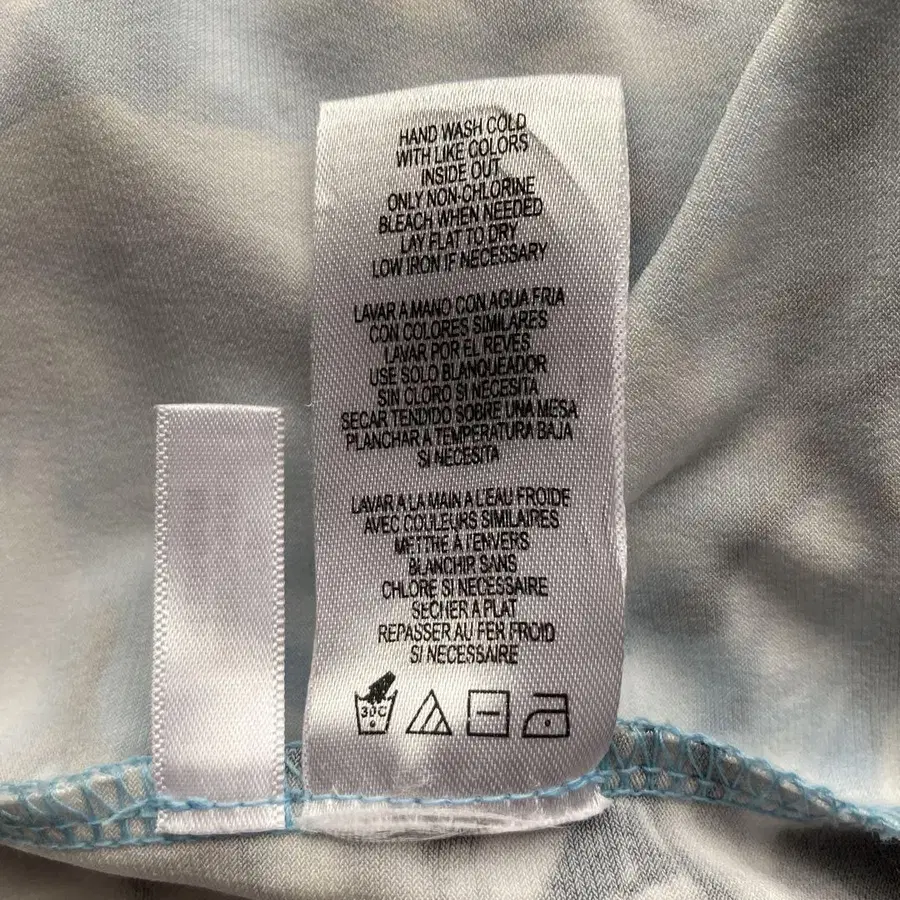 HAND WASH COLD
WITH LIKE COLORS
INSIDE OUT
ONLY NON-CHLORINE
BLEACH WHEN NEEDED
LAY FLAT TO DRY
LOW IRON IF NECESSARY
LAVAR A MANO CON AGUA FRIA
CON COLORES SIMILARES
LAVAR POR EL REVES
USE SOLO BLANQUEADOR
SIN CLORO SI NECESITA
SECAR TENDIDO SOBRE UNA MESA
PLANCHAR A TEMPERATURA BAJA
SI NECESITA
LAVAR A LA MAIN A L'EAU FROIDE
AVEC COULEURS SIMILAIRES
METTRE A l'ENVERS
BLANCHIR SANS
CHLORE SI NECESSAIRE
SECHER A PLAT
REPASSER AU FER FROID
SI NECESSAIRE
30C